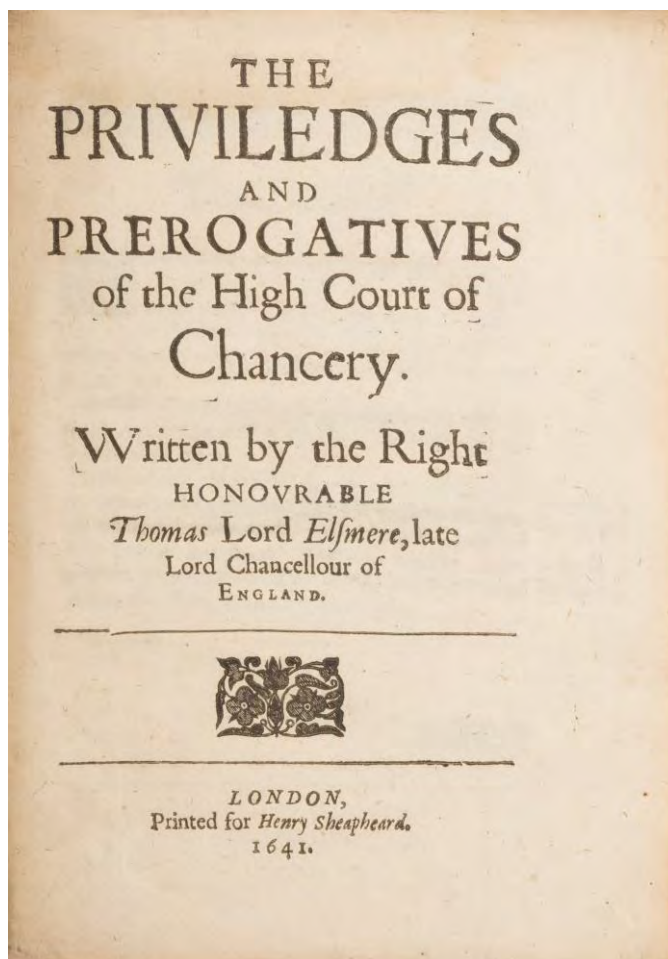 THE
PRIVILEDGES
AND
PREROGATIVES
of the High Court of
Chancery.
VVritten by the Right
HONOVRABLE
Thomas Lord Elſmere, late
Lord Chancellour of
ENGLAND.
LONDON,
Printed for Henry Sheapheard.
1641.